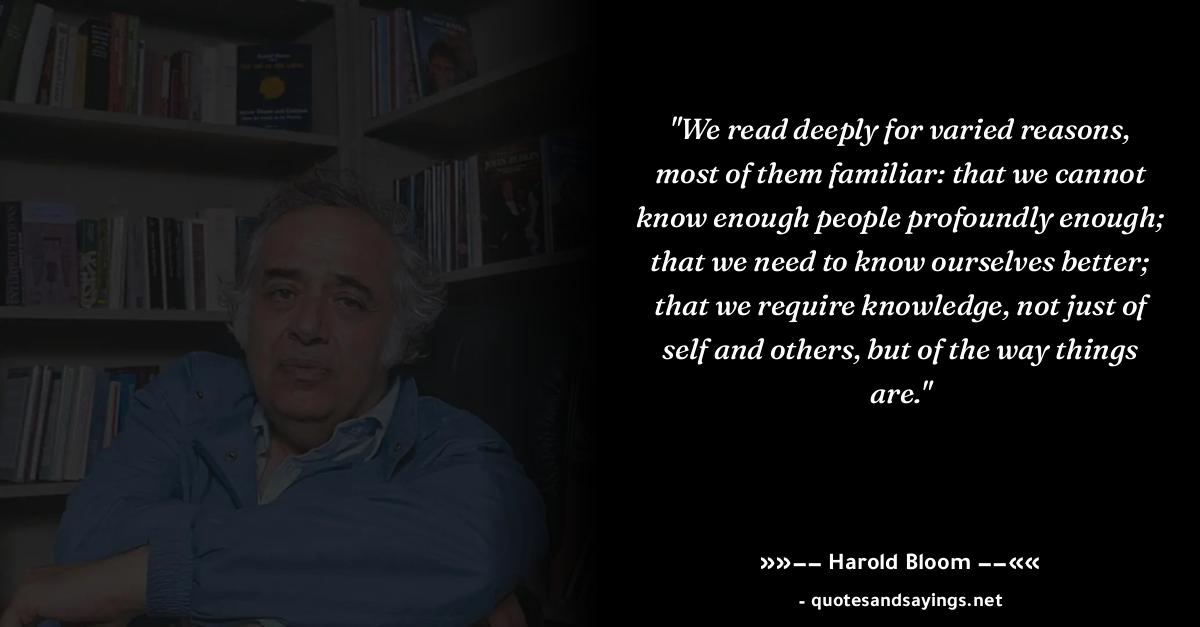 "We read deeply for varied reasons,
most of them familiar: that we cannot
know enough people profoundly enough;
that we need to know ourselves better;
that we require knowledge, not just of
self and others, but of the way things
are."
»»−− Harold Bloom −−««
- quotesandsayings.net